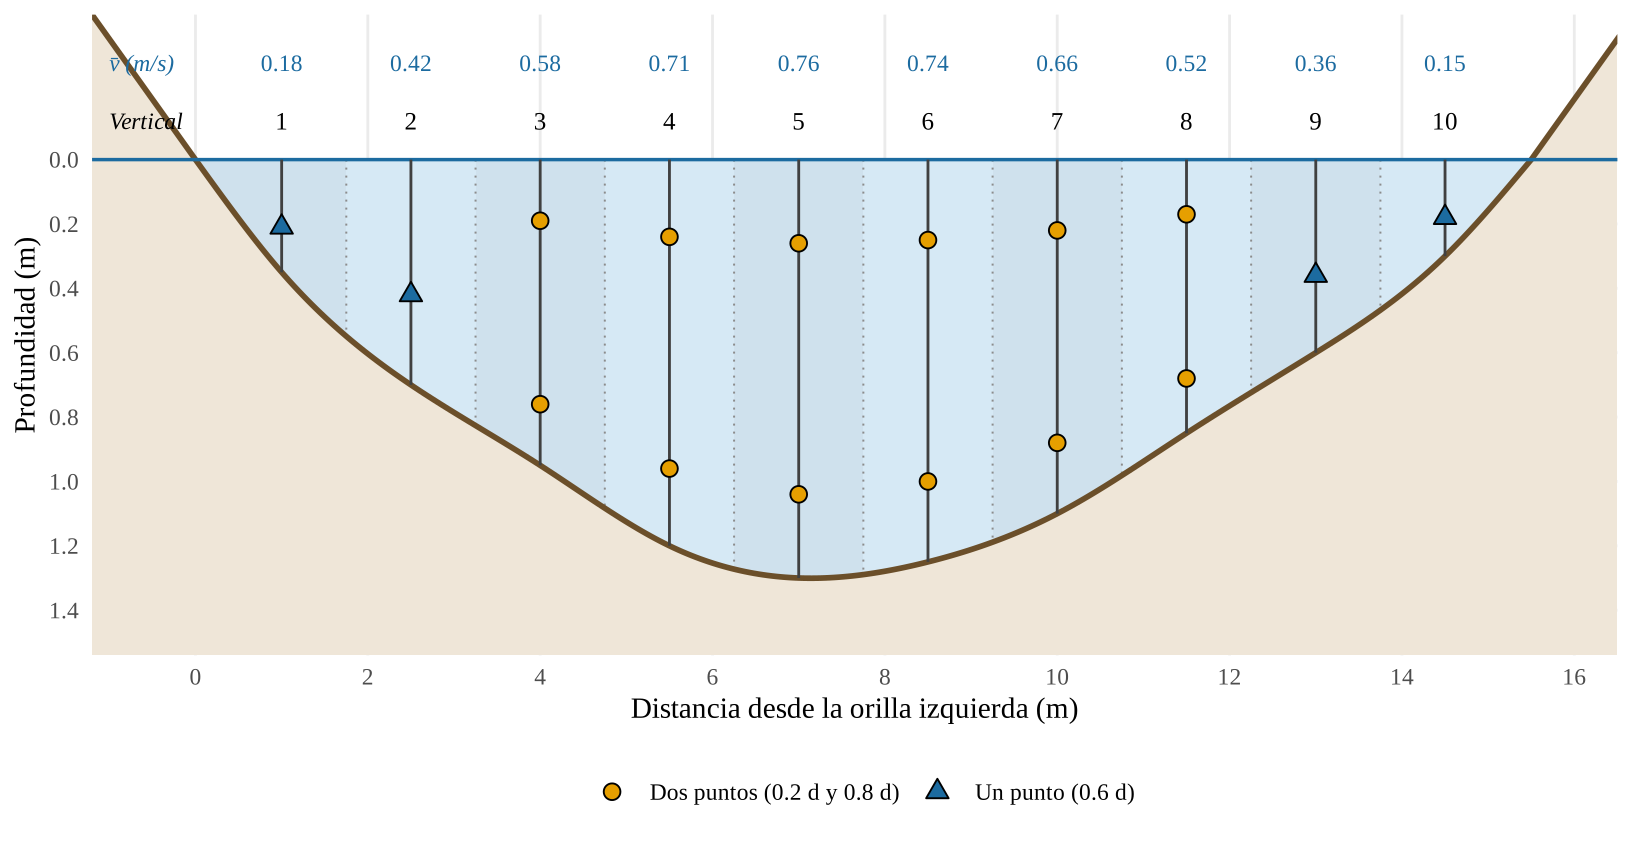 v̄ (m/s) 0.18 0.42 0.58 0.71 0.76 0.74 0.66 0.52 0.36 0.15
Vertical 1 2 3 4 5 6 7 8 9 10
0.0
0.2
0.4
0.6
0.8
1.0
1.2
1.4
Profundidad (m)
0 2 4 6 8 10 12 14 16
Distancia desde la orilla izquierda (m)
Dos puntos (0.2 d y 0.8 d) Un punto (0.6 d)